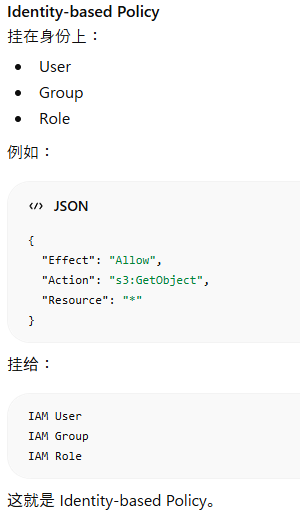 Identity-based Policy
挂在身份上：
• User
• Group
• Role
例如：
</> JSON
{
  "Effect": "Allow",
  "Action": "s3:GetObject",
  "Resource": "*"
}
挂给：
IAM User
IAM Group
IAM Role
这就是 Identity-based Policy。